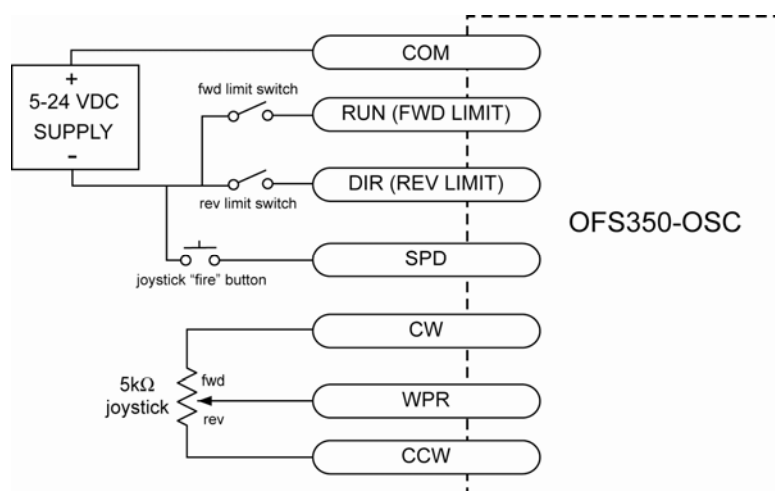 COM
+
5-24 VDC
SUPPLY
-
fwd limit switch
RUN (FWD LIMIT)
rev limit switch
DIR (REV LIMIT)
OFS350-OSC
joystick “fire” button
SPD
CW
5kΩ
joystick
fwd
rev
WPR
CCW